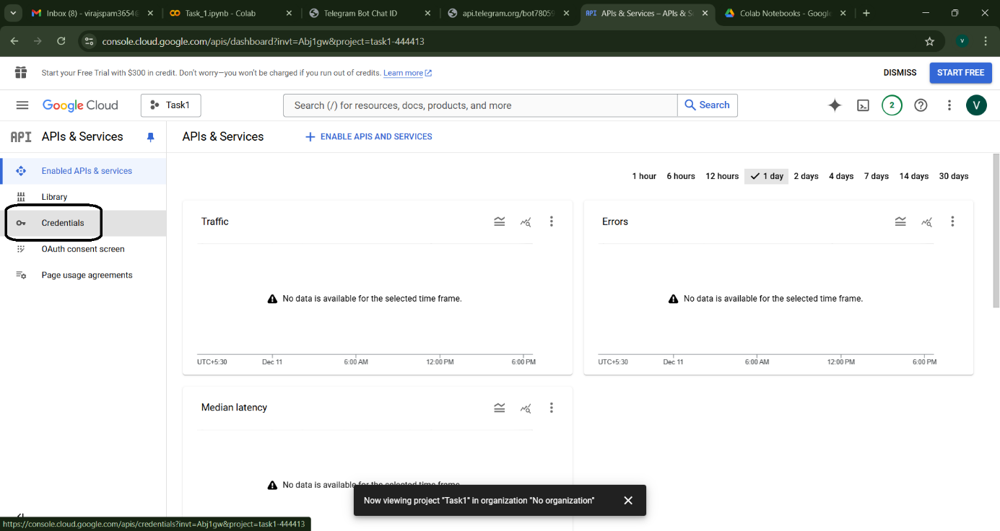 Inbox (8) - virajspam3654@
Task_1.ipynb - Colab
Telegram Bot Chat ID
api.telegram.org/bot78059
API APIs & Services – APIs & S
Colab Notebooks - Google
console.cloud.google.com/apis/dashboard?invt=Abj1gw&project=task1-444413
V
Start your Free Trial with $300 in credit. Don't worry—you won't be charged if you run out of credits. Learn more
DISMISS
START FREE
Google Cloud
Task1
Search (/) for resources, docs, products, and more
Search
2
V
API APIs & Services
APIs & Services
ENABLE APIS AND SERVICES
Enabled APIs & services
Library
Credentials
OAuth consent screen
Page usage agreements
1 hour 6 hours 12 hours 1 day 2 days 4 days 7 days 14 days 30 days
Traffic
No data is available for the selected time frame.
UTC+5:30 Dec 11 6:00 AM 12:00 PM 6:00 PM
Errors
No data is available for the selected time frame.
UTC+5:30 Dec 11 6:00 AM 12:00 PM 6:00 PM
Median latency
No data is available for the selected time frame.
Now viewing project "Task1" in organization "No organization"
https://console.cloud.google.com/apis/credentials?invt=Abj1gw&project=task1-444413